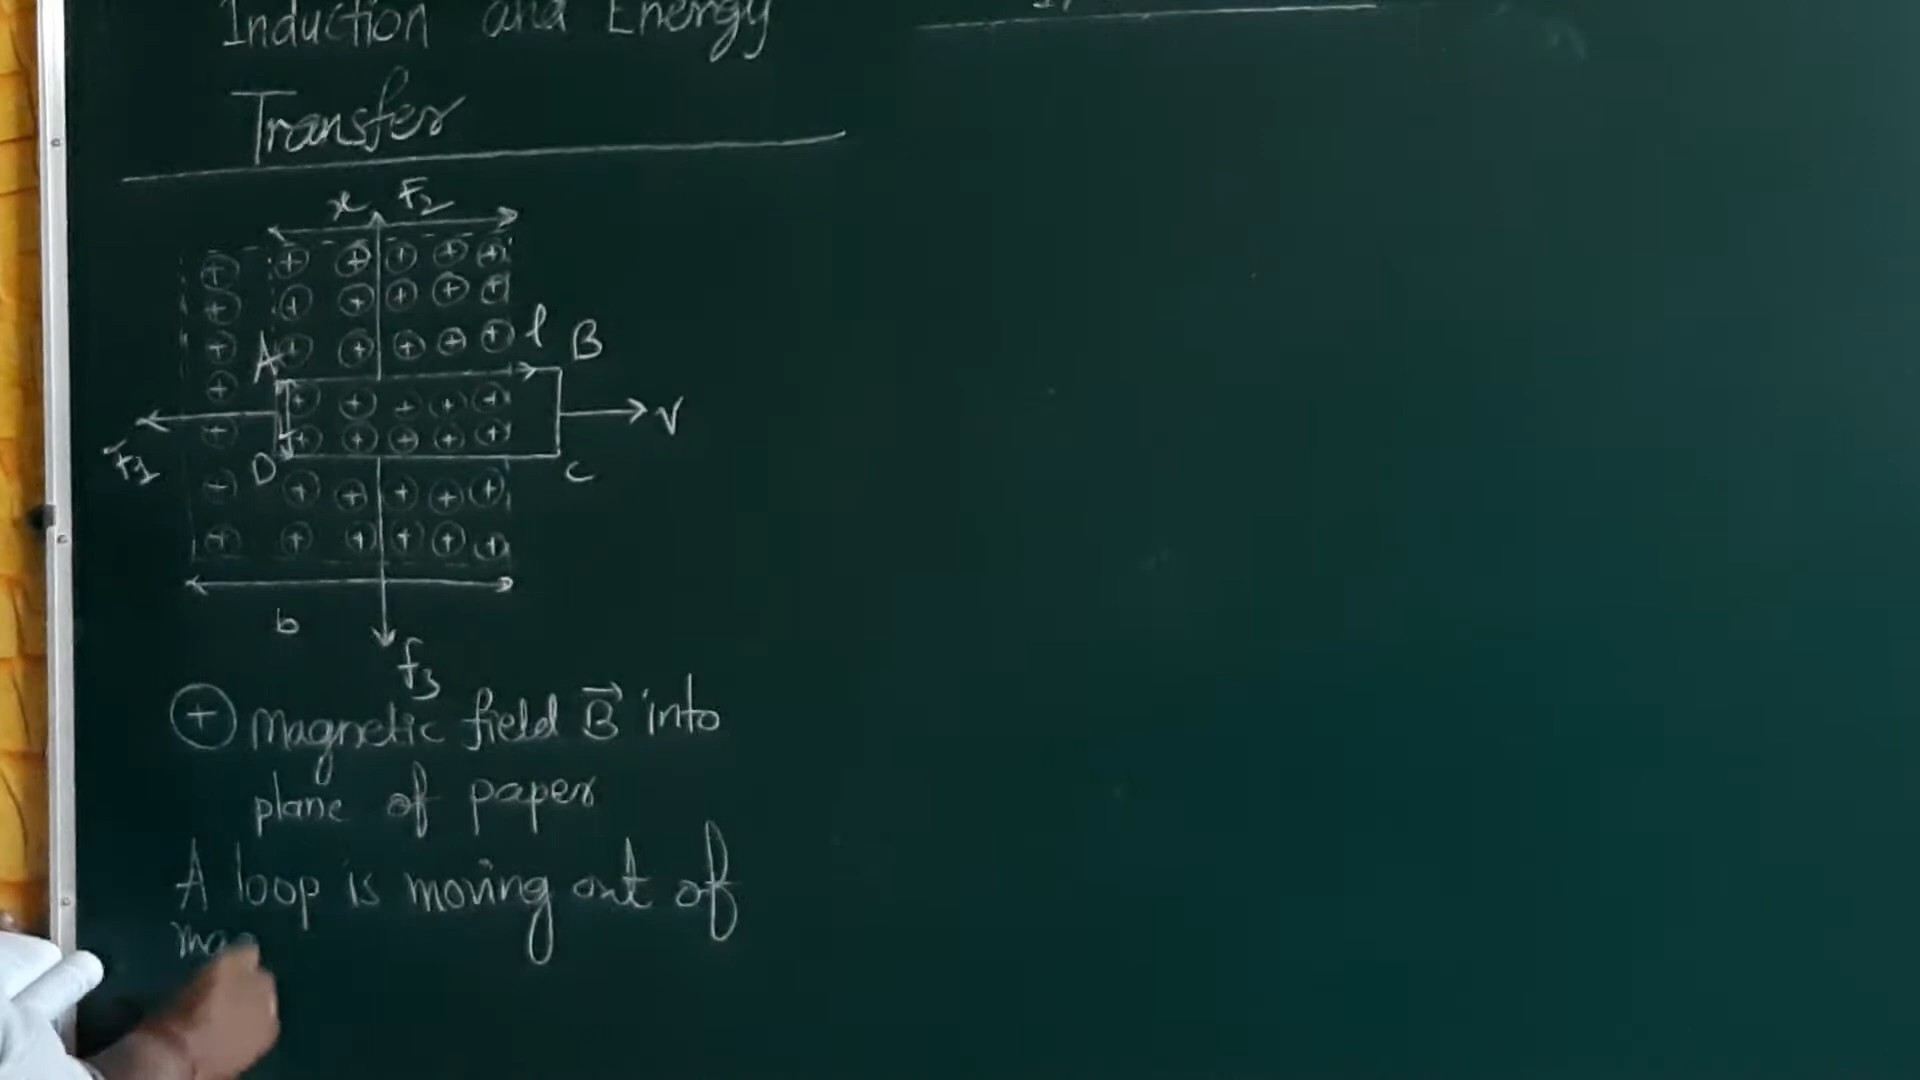 Induction and Energy
Transfer
x F2
l B
A
V
F1
D C
b
f3
⊕ magnetic field B⃗ into
plane of paper
A loop is moving out of